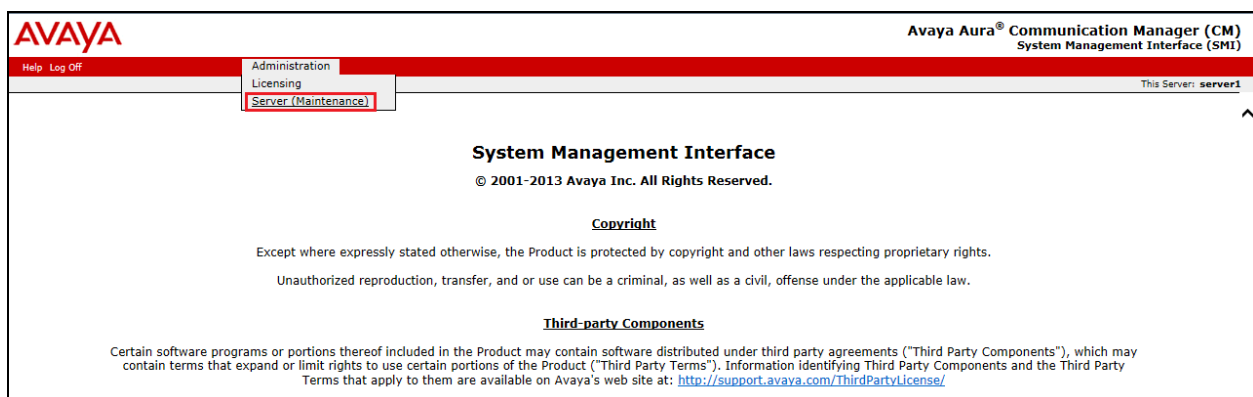 AVAYA
Avaya Aura® Communication Manager (CM)
System Management Interface (SMI)
Help Log Off
Administration
Licensing
Server (Maintenance)
This Server: server1
System Management Interface
© 2001-2013 Avaya Inc. All Rights Reserved.
Copyright
Except where expressly stated otherwise, the Product is protected by copyright and other laws respecting proprietary rights.
Unauthorized reproduction, transfer, and or use can be a criminal, as well as a civil, offense under the applicable law.
Third-party Components
Certain software programs or portions thereof included in the Product may contain software distributed under third party agreements ("Third Party Components"), which may
contain terms that expand or limit rights to use certain portions of the Product ("Third Party Terms"). Information identifying Third Party Components and the Third Party
Terms that apply to them are available on Avaya's web site at: http://support.avaya.com/ThirdPartyLicense/